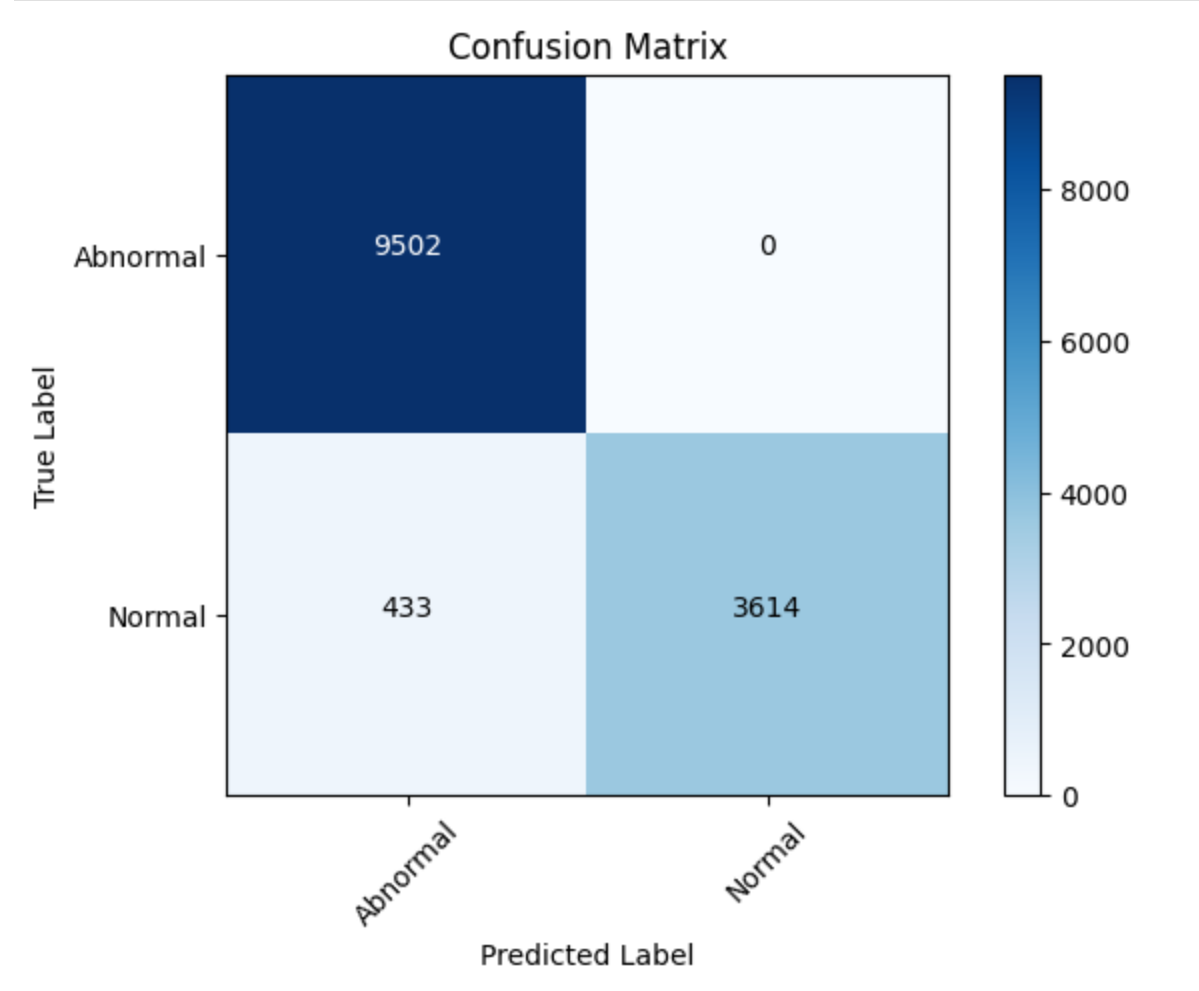 Confusion Matrix
Abnormal
9502
0
8000
6000
True Label
4000
Normal
433
3614
2000
0
Abnormal
Normal
Predicted Label